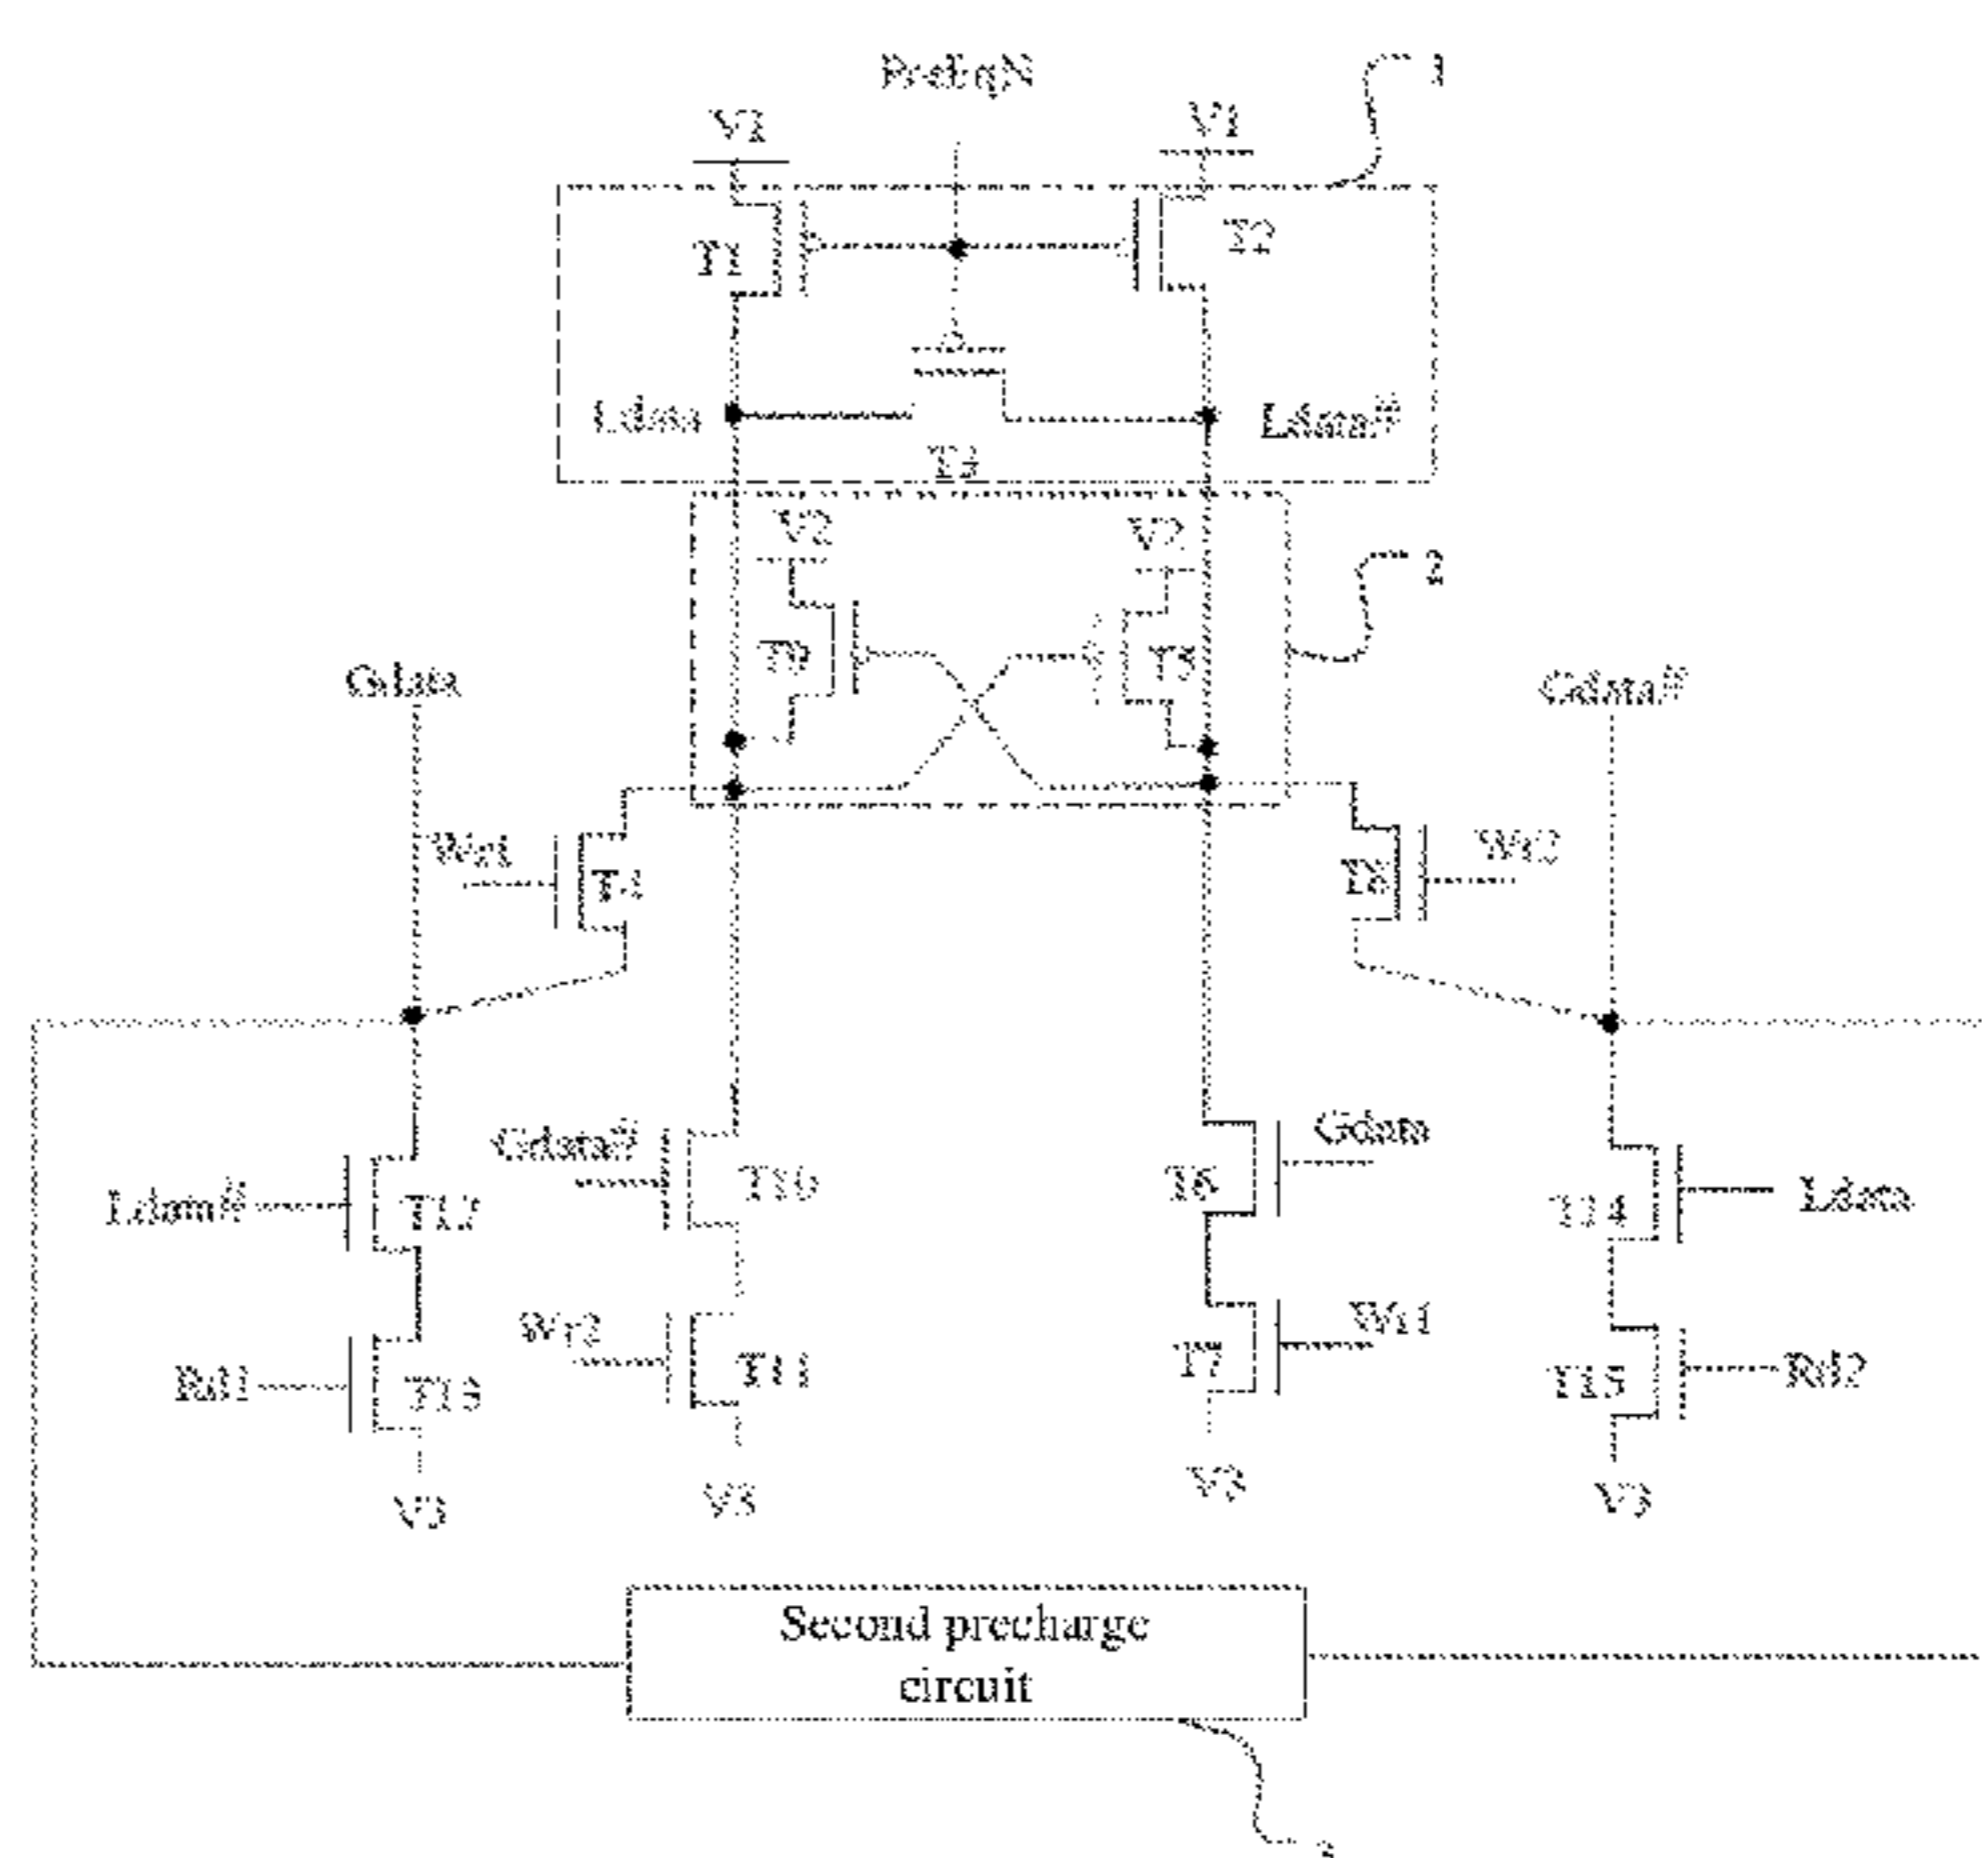 PreEqN
1
V1
V1
T1
T2
Ldata
Ldata#
T3
V2
V2
2
T9
T5
Gdata
Gdata#
Wr1
T4
T8
Wr2
Gdata#
Gdata
Ldata#
T12
T10
T6
T14
Ldata
Wr2
Wr1
Rd1
T13
T11
T7
T15
Rd2
V3
V3
V3
V3
Second precharge
circuit